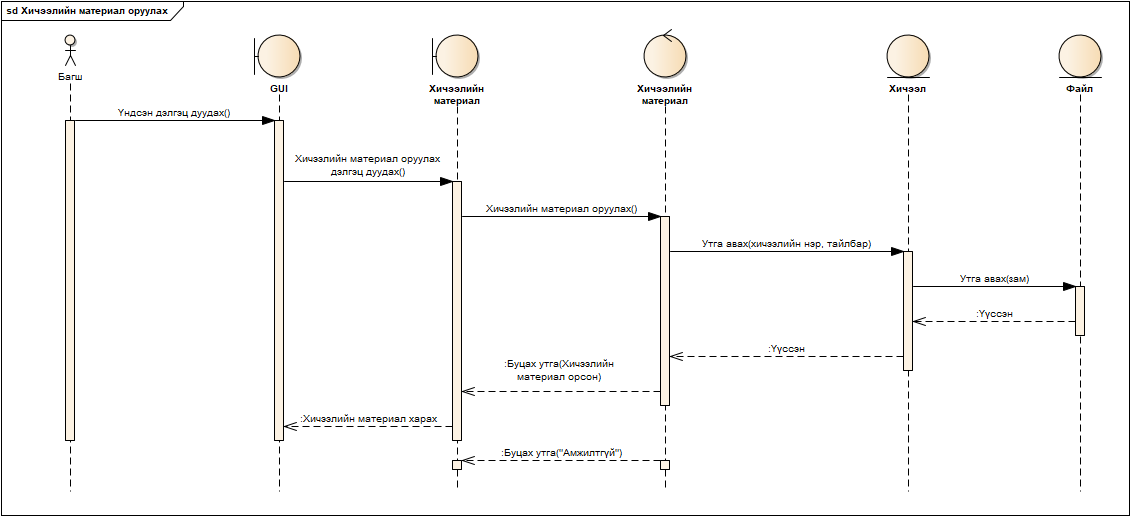 sd Хичээлийн материал оруулах
Багш
GUI
Хичээлийн
материал
Хичээлийн
материал
Хичээл
Файл
Үндсэн дэлгэц дуудах()
Хичээлийн материал оруулах
дэлгэц дуудах()
Хичээлийн материал оруулах()
Утга авах(хичээлийн нэр, тайлбар)
Утга авах(зам)
:Үүссэн
:Үүссэн
:Буцах утга(Хичээлийн
материал орсон)
:Хичээлийн материал харах
:Буцах утга("Амжилтгүй")